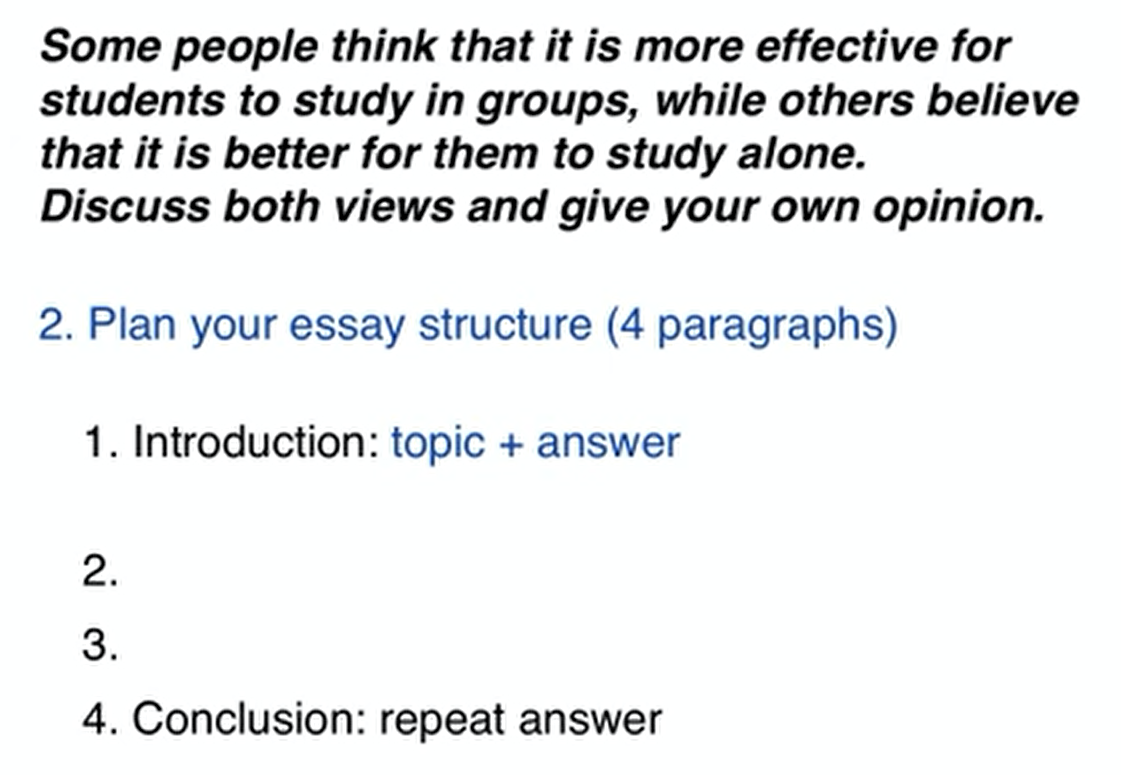 Some people think that it is more effective for
students to study in groups, while others believe
that it is better for them to study alone.
Discuss both views and give your own opinion.
2. Plan your essay structure (4 paragraphs)
1. Introduction: topic + answer
2.
3.
4. Conclusion: repeat answer